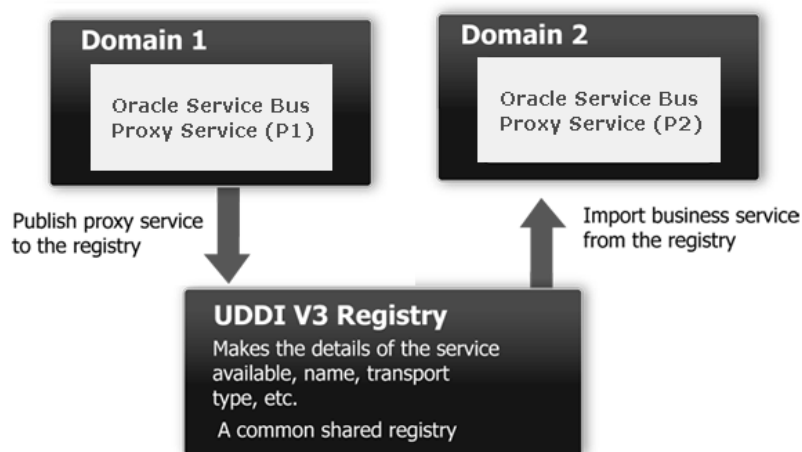 Domain 1
Oracle Service Bus
Proxy Service (P1)
Domain 2
Oracle Service Bus
Proxy Service (P2)
Publish proxy service
to the registry
Import business service
from the registry
UDDI V3 Registry
Makes the details of the service
available, name, transport
type, etc.
A common shared registry